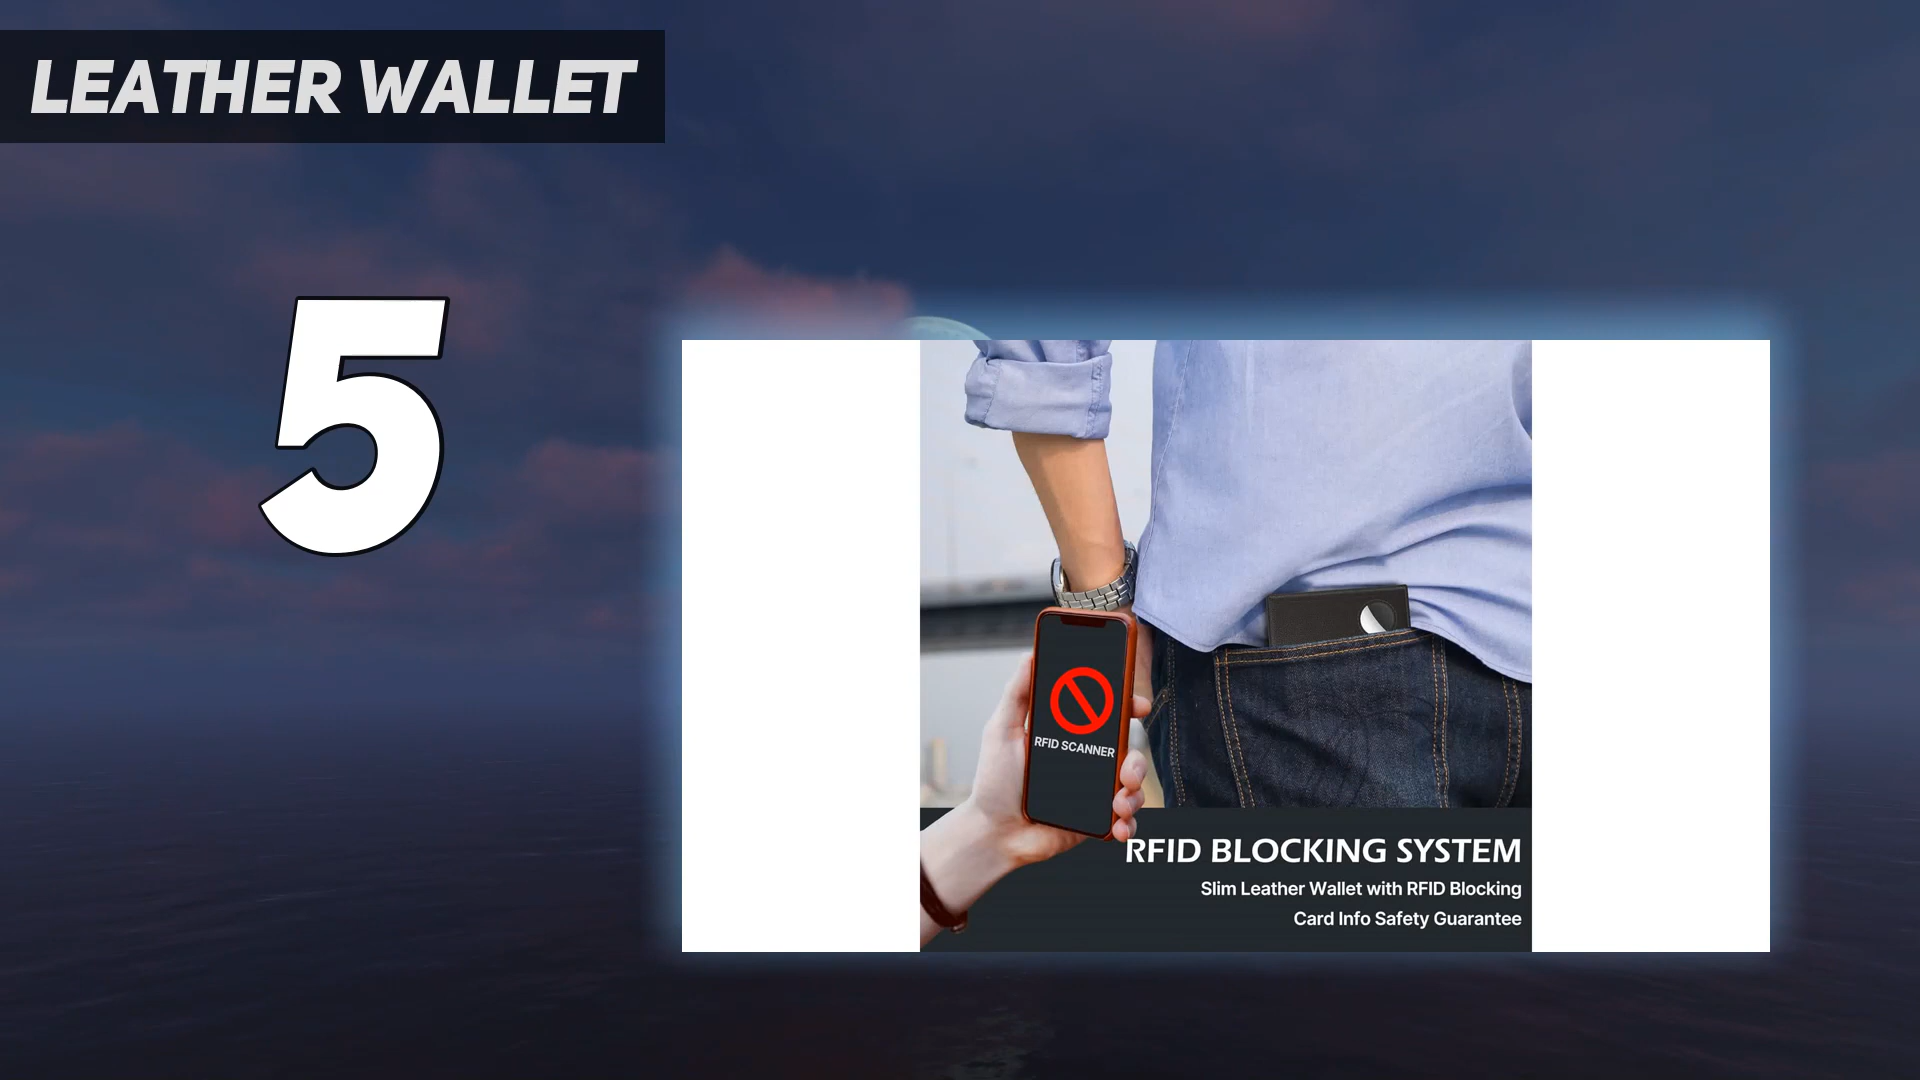 LEATHER WALLET
5
RFID SCANNER
RFID BLOCKING SYSTEM
Slim Leather Wallet with RFID Blocking
Card Info Safety Guarantee